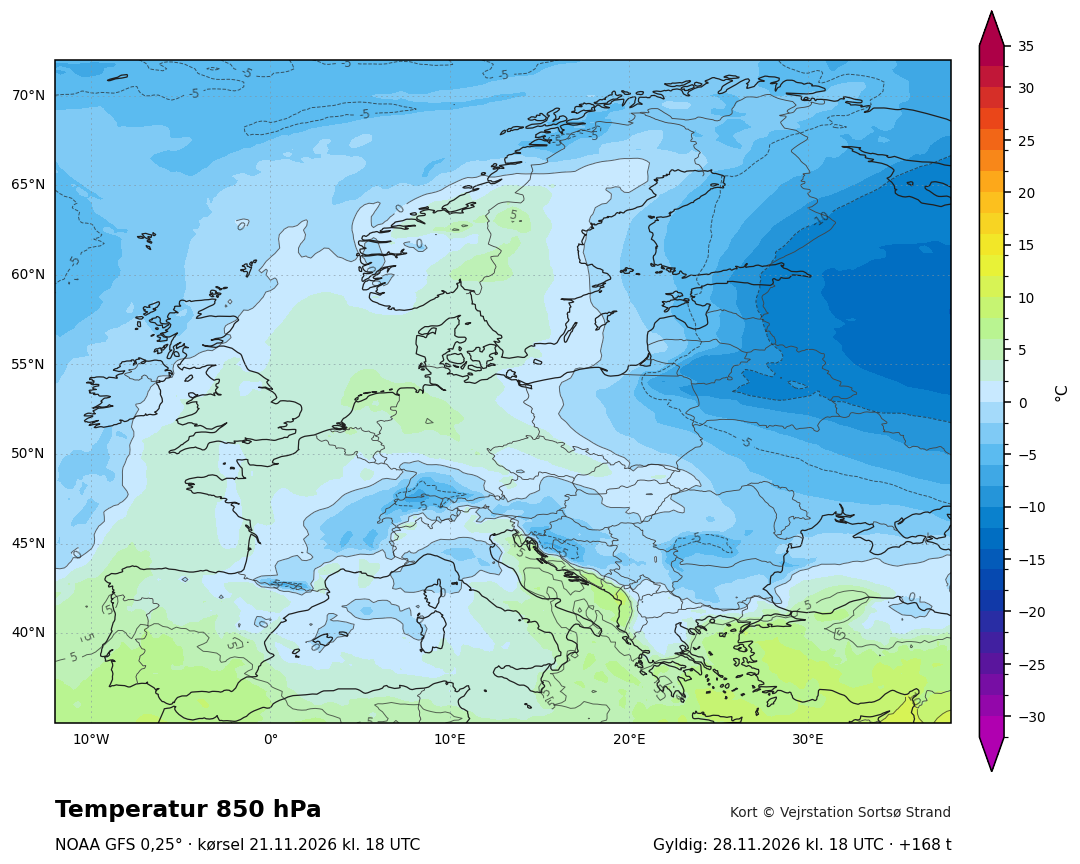 70°N
65°N
60°N
55°N
50°N
45°N
40°N
10°W
0°
10°E
20°E
30°E
35
30
25
20
15
10
5
0
−5
−10
−15
−20
−25
−30
°C
Temperatur 850 hPa
Kort © Vejrstation Sortsø Strand
NOAA GFS 0,25° · kørsel 21.11.2026 kl. 18 UTC
Gyldig: 28.11.2026 kl. 18 UTC · +168 t